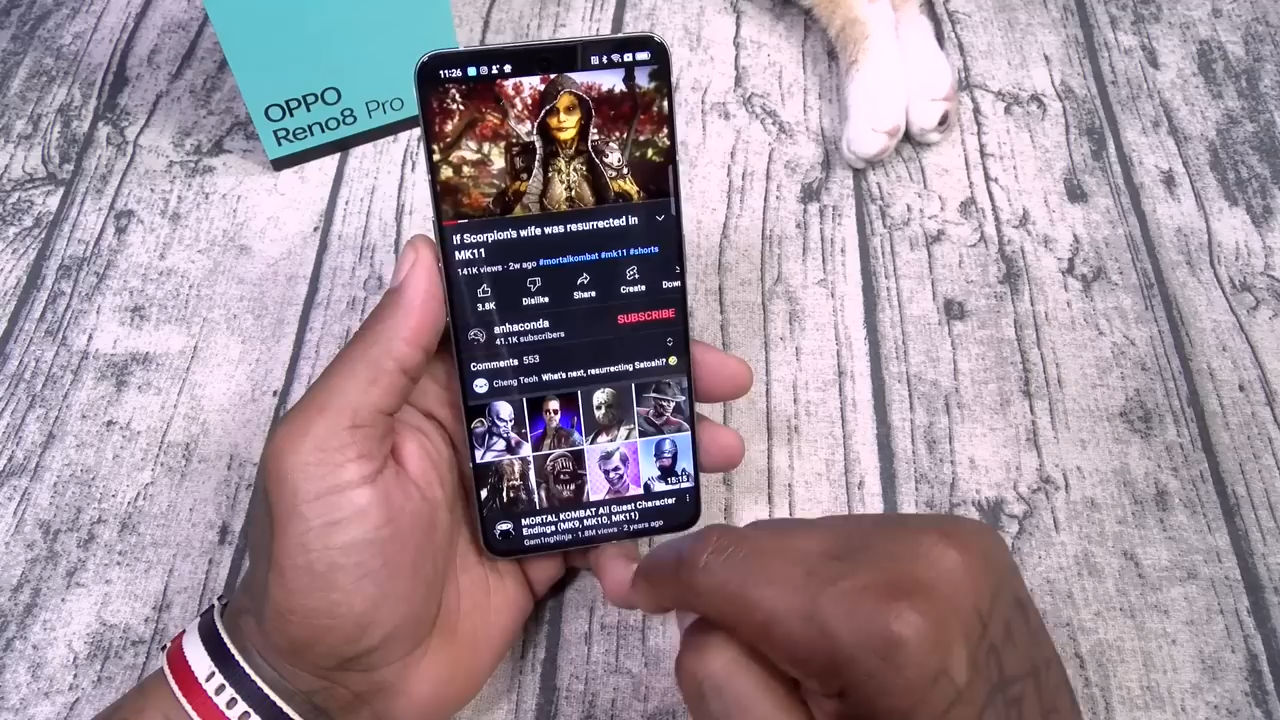 OPPO
Reno8 Pro
11:26
If Scorpion's wife was resurrected in
MK11
141K views · 2w ago #mortalkombat #mk11 #shorts
3.8K
Dislike
Share
Create
Down
anhaconda
41.1K subscribers
SUBSCRIBE
Comments 553
Cheng Teoh What's next, resurrecting Satoshi? 🤣
15:15
MORTAL KOMBAT All Guest Character
Endings (MK9, MK10, MK11)
Gam1ngNinja · 1.8M views · 2 years ago